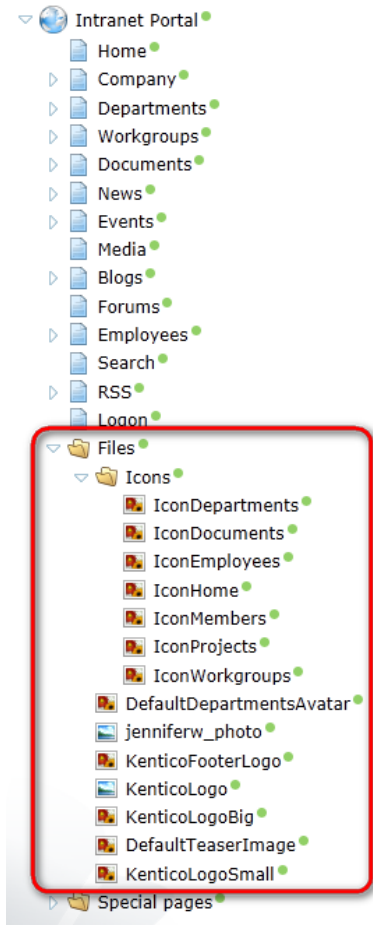 Intranet Portal
Home
Company
Departments
Workgroups
Documents
News
Events
Media
Blogs
Forums
Employees
Search
RSS
Logon
Files
Icons
IconDepartments
IconDocuments
IconEmployees
IconHome
IconMembers
IconProjects
IconWorkgroups
DefaultDepartmentsAvatar
jenniferw_photo
KenticoFooterLogo
KenticoLogo
KenticoLogoBig
DefaultTeaserImage
KenticoLogoSmall
Special pages